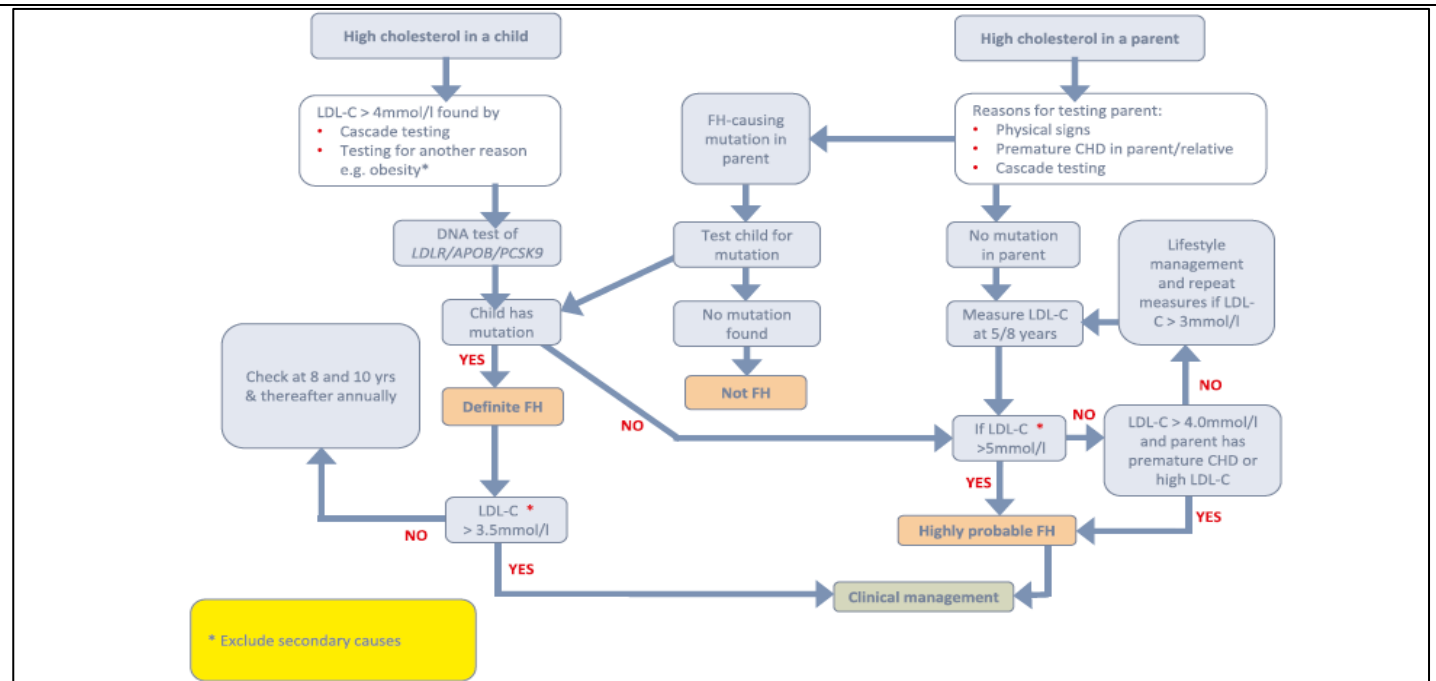 High cholesterol in a child
High cholesterol in a parent
LDL-C > 4mmol/l found by
• Cascade testing
• Testing for another reason
e.g. obesity*
FH-causing
mutation in
parent
Reasons for testing parent:
• Physical signs
• Premature CHD in parent/relative
• Cascade testing
DNA test of
LDLR/APOB/PCSK9
Test child for
mutation
No mutation
in parent
Lifestyle
management
and repeat
measures if LDL-
C > 3mmol/l
Child has
mutation
No mutation
found
Measure LDL-C
at 5/8 years
YES
NO
Check at 8 and 10 yrs
& thereafter annually
Definite FH
Not FH
NO
If LDL-C *
>5mmol/l
NO
LDL-C > 4.0mmol/l
and parent has
premature CHD or
high LDL-C
YES
YES
LDL-C *
> 3.5mmol/l
NO
YES
Highly probable FH
Clinical management
* Exclude secondary causes